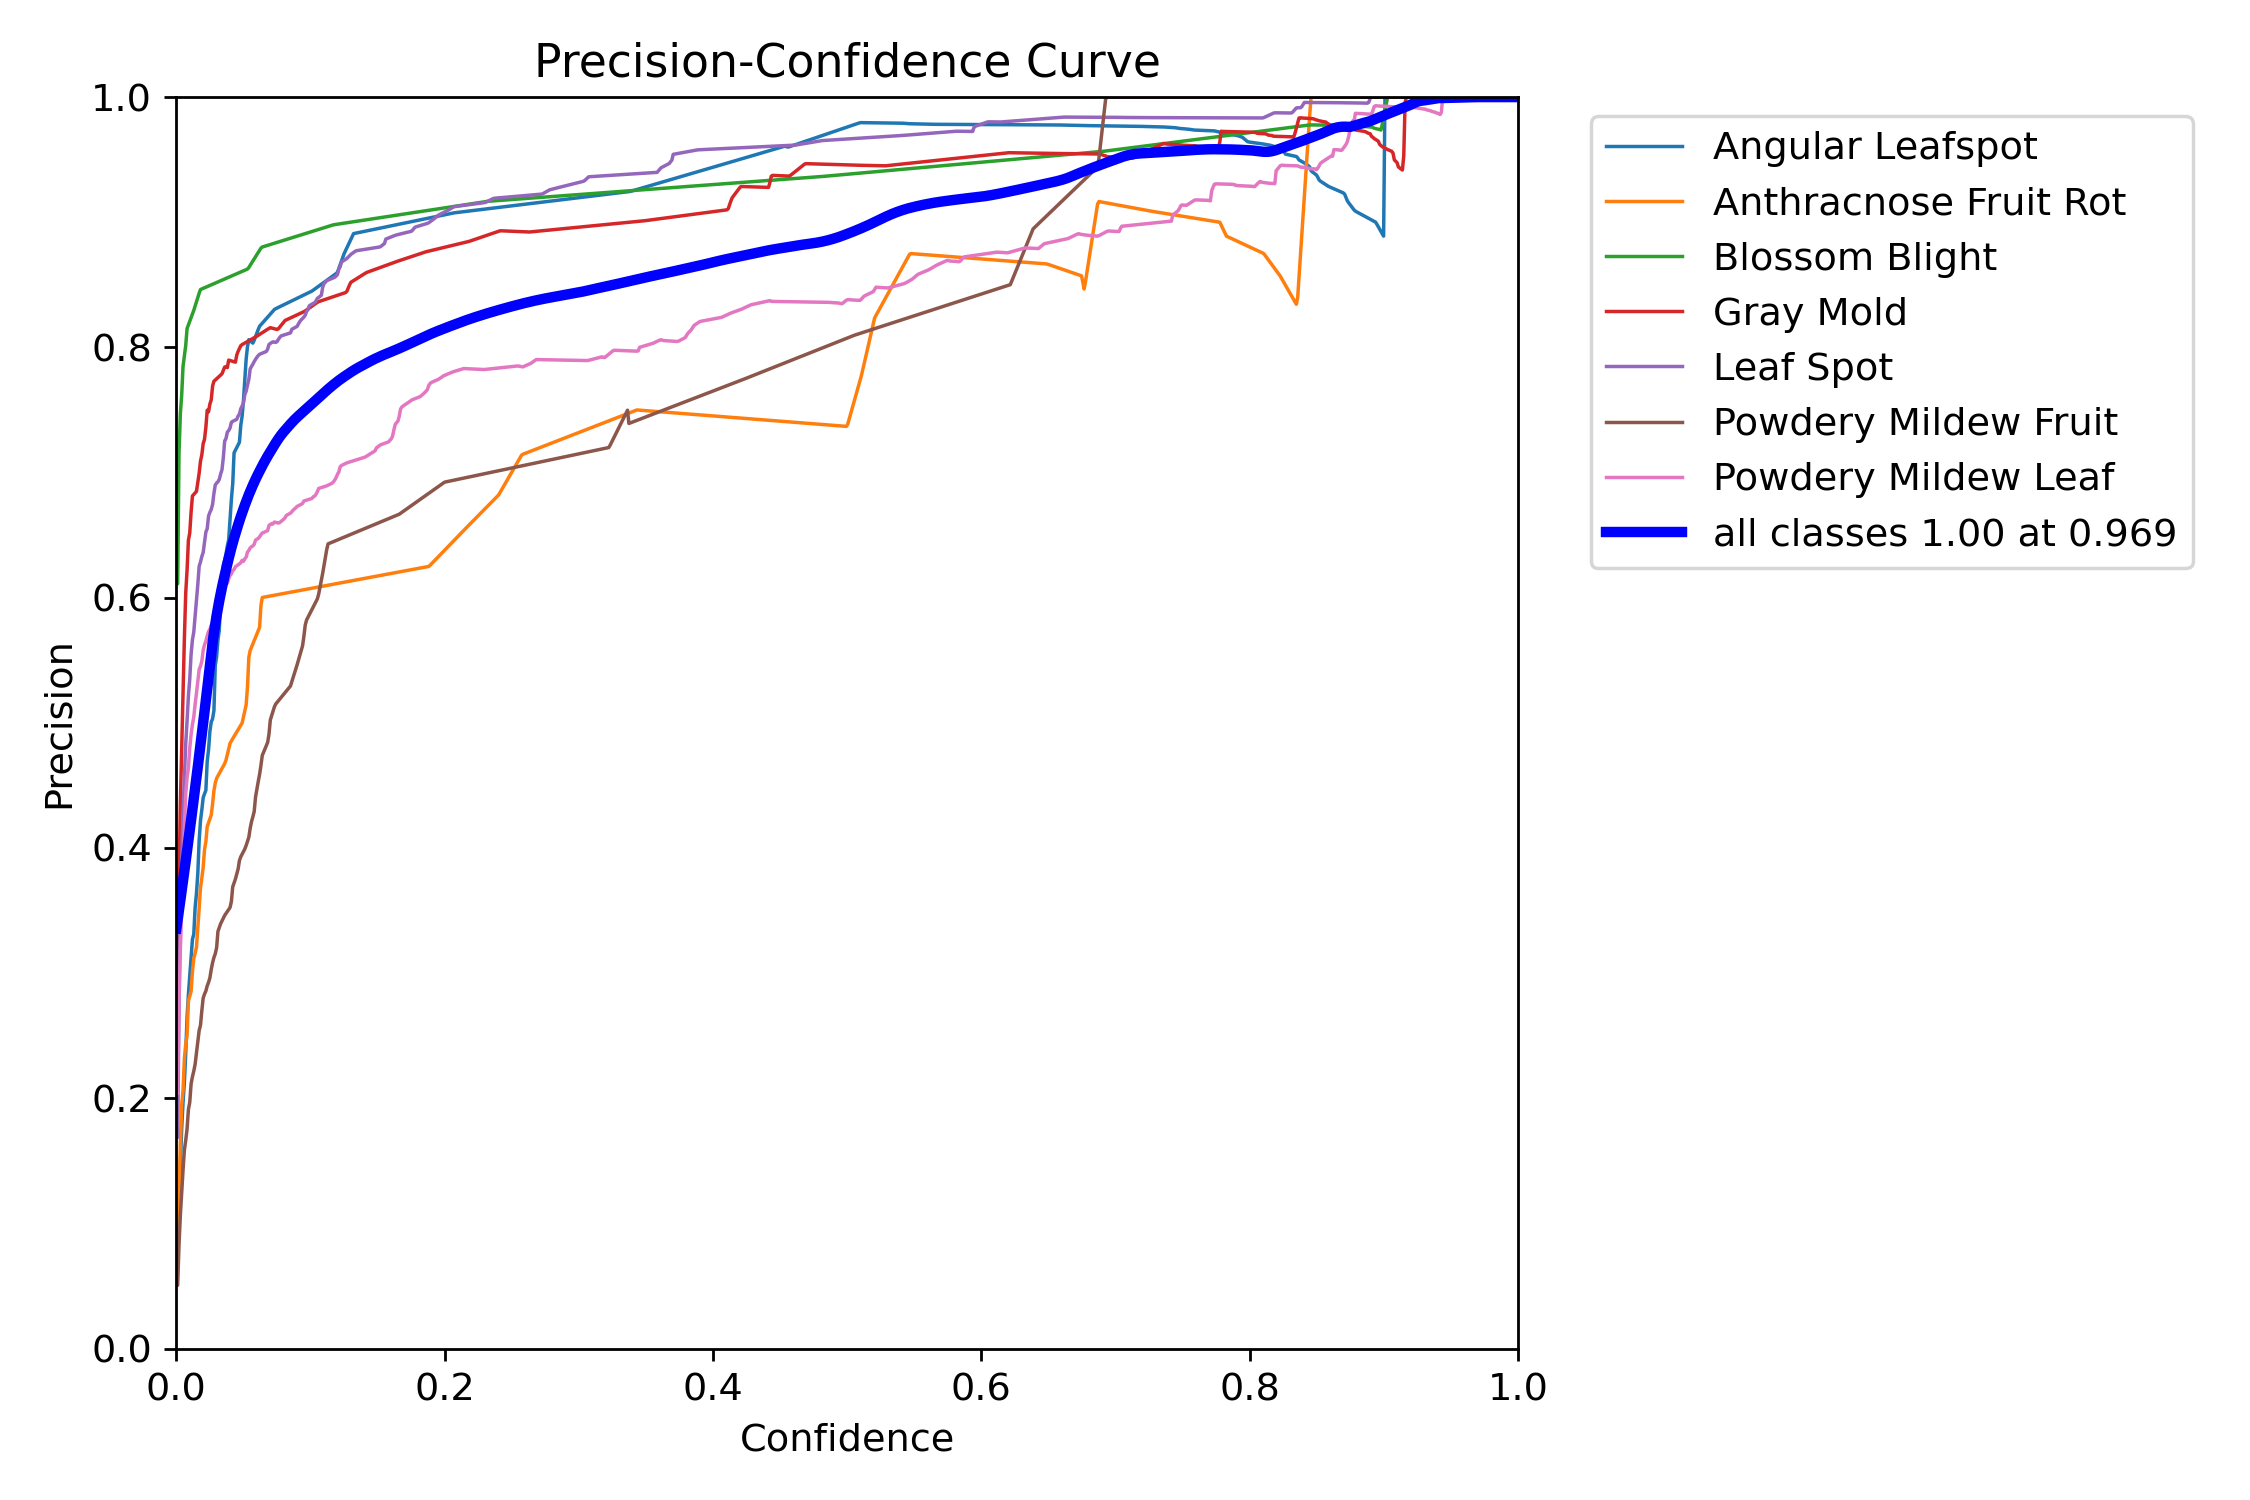 Precision-Confidence Curve
1.0
0.8
0.6
0.4
0.2
0.0
Precision
0.0 0.2 0.4 0.6 0.8 1.0
Confidence
Angular Leafspot
Anthracnose Fruit Rot
Blossom Blight
Gray Mold
Leaf Spot
Powdery Mildew Fruit
Powdery Mildew Leaf
all classes 1.00 at 0.969